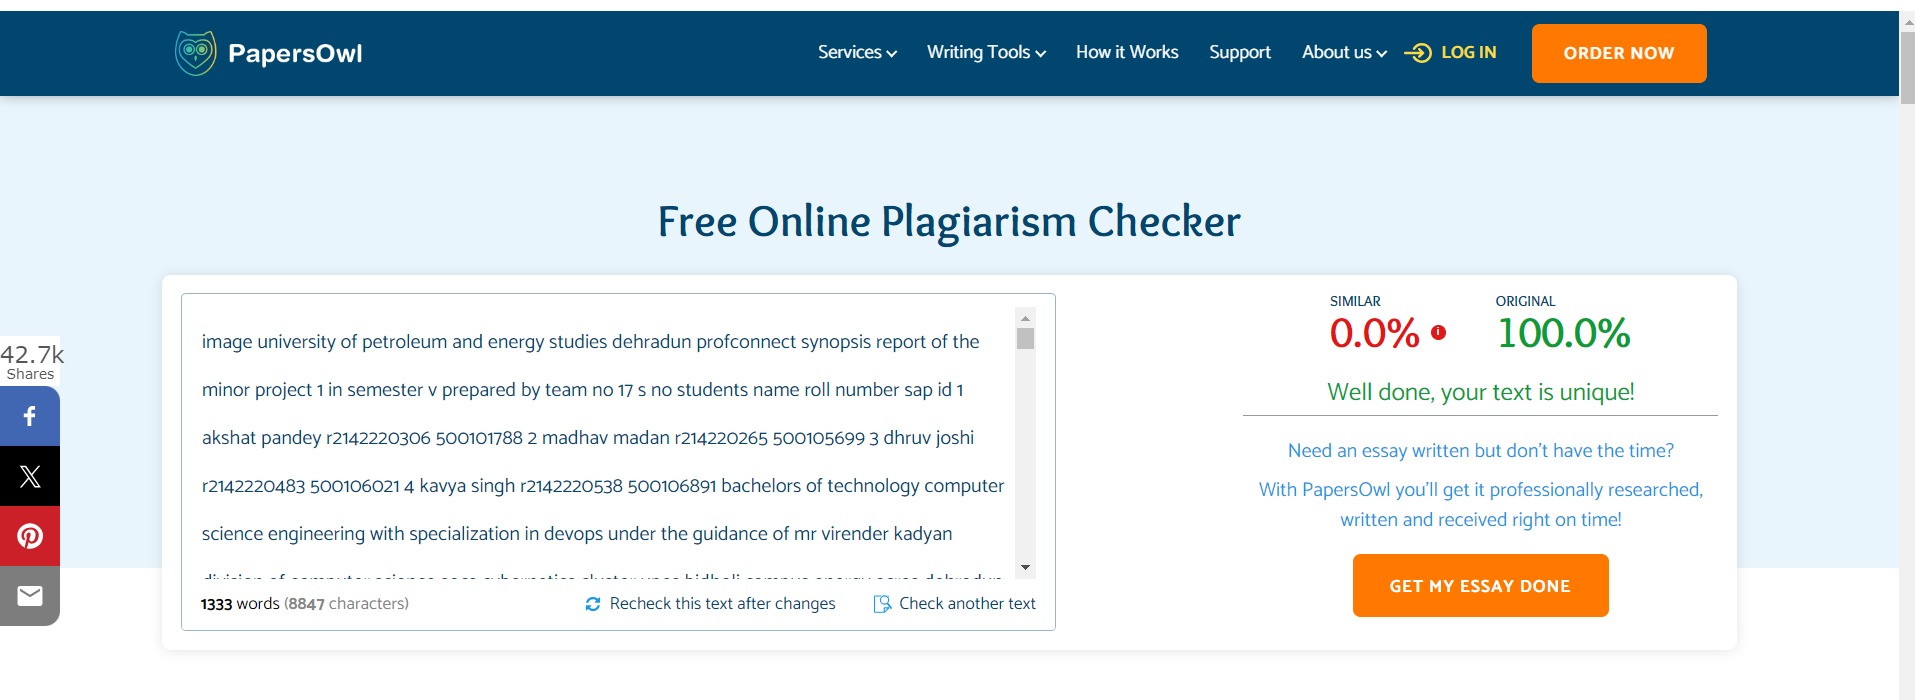 PapersOwl
Services
Writing Tools
How it Works
Support
About us
LOG IN
ORDER NOW
Free Online Plagiarism Checker
image university of petroleum and energy studies dehradun profconnect synopsis report of the
minor project 1 in semester v prepared by team no 17 s no students name roll number sap id 1
akshat pandey r2142220306 500101788 2 madhav madan r214220265 500105699 3 dhruv joshi
r2142220483 500106021 4 kavya singh r2142220538 500106891 bachelors of technology computer
science engineering with specialization in devops under the guidance of mr virender kadyan
1333 words (8847 characters)
Recheck this text after changes
Check another text
SIMILAR
0.0%
ORIGINAL
100.0%
Well done, your text is unique!
Need an essay written but don't have the time?
With PapersOwl you'll get it professionally researched,
written and received right on time!
GET MY ESSAY DONE
42.7k
Shares